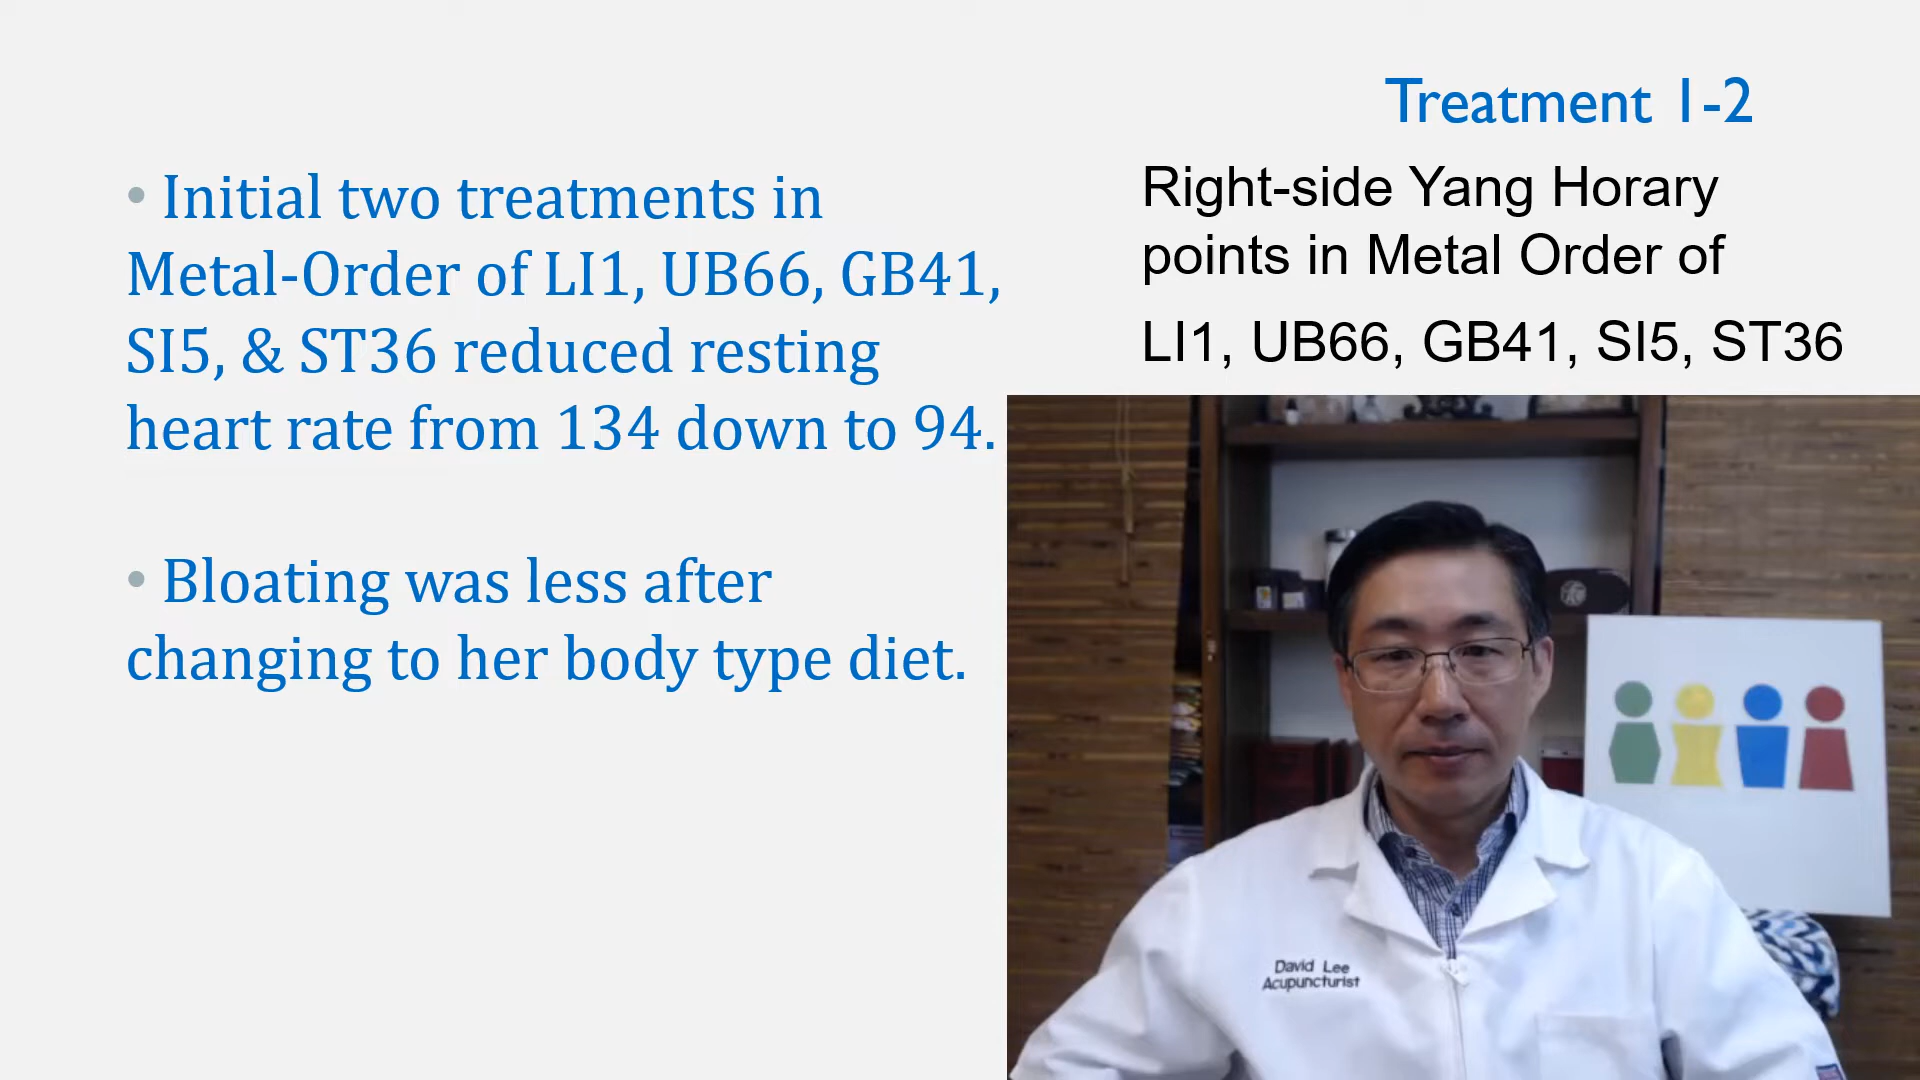 Treatment 1-2
• Initial two treatments in
Metal-Order of LI1, UB66, GB41,
SI5, & ST36 reduced resting
heart rate from 134 down to 94.
• Bloating was less after
changing to her body type diet.
Right-side Yang Horary
points in Metal Order of
LI1, UB66, GB41, SI5, ST36
David Lee
Acupuncturist